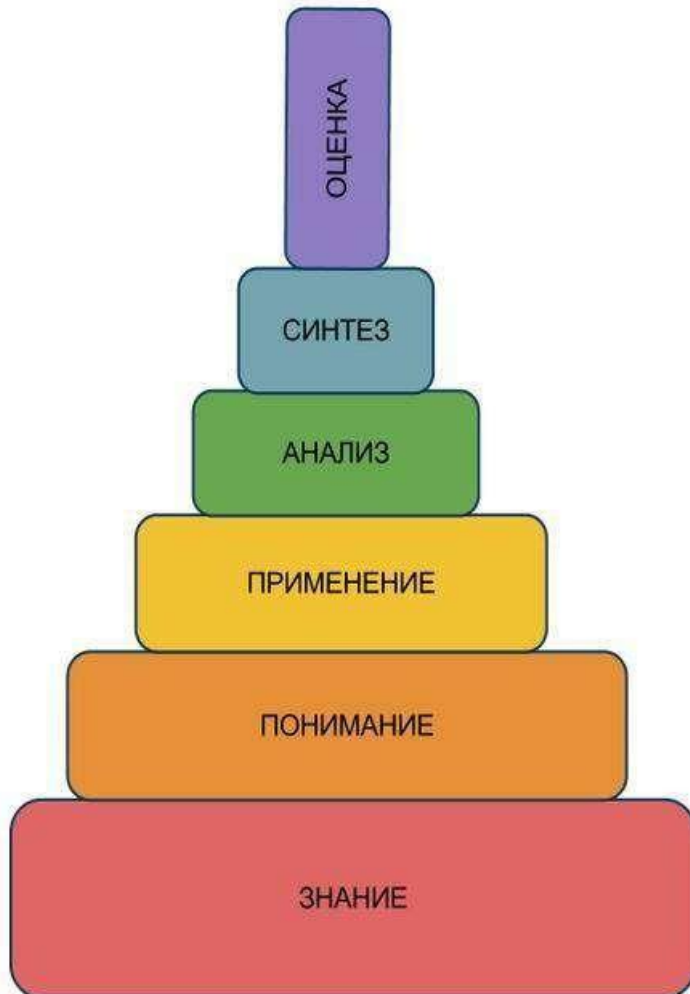 ОЦЕНКА
СИНТЕЗ
АНАЛИЗ
ПРИМЕНЕНИЕ
ПОНИМАНИЕ
ЗНАНИЕ